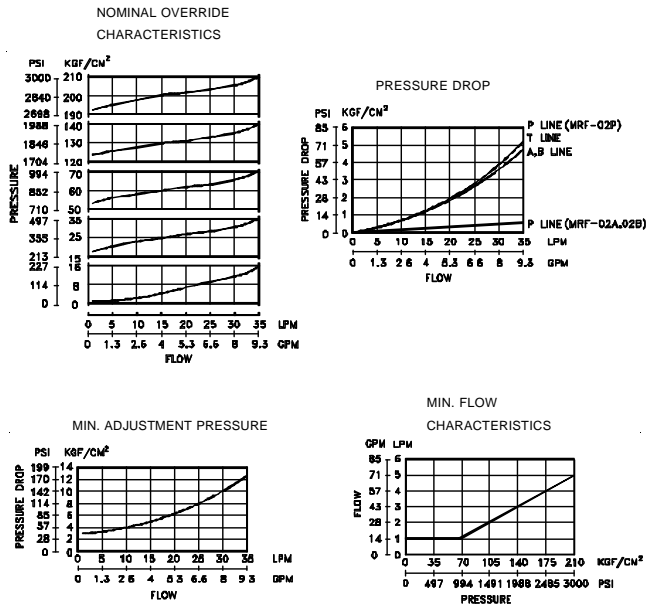 NOMINAL OVERRIDE
CHARACTERISTICS
PSI KGF/CM²
3000 210
2840 200
2698 190
1988 140
1846 130
1704 120
994 70
852 60
710 50
497 35
355 25
213 15
227 16
114 8
0 0
PRESSURE
0 5 10 15 20 25 30 35 LPM
0 1.3 2.6 4 5.3 6.6 8 9.3 GPM
FLOW
PRESSURE DROP
PSI KGF/CM²
85 6
71 5
57 4
43 3
28 2
14 1
0 0
PRESSURE DROP
P LINE (MRF-02P)
T LINE
A,B LINE
P LINE (MRF-02A,02B)
0 5 10 15 20 25 30 35 LPM
0 1.3 2.6 4 5.3 6.6 8 9.3 GPM
FLOW
MIN. ADJUSTMENT PRESSURE
PSI KGF/CM²
199 14
170 12
142 10
114 8
85 6
57 4
28 2
0 0
PRESSURE DROP
0 5 10 15 20 25 30 35 LPM
0 1.3 2.6 4 5.3 6.6 8 9.3 GPM
FLOW
MIN. FLOW
CHARACTERISTICS
GPM LPM
85 6
71 5
57 4
43 3
28 2
14 1
0 0
FLOW
0 35 70 105 140 175 210 KGF/CM²
0 497 994 1491 1988 2485 3000 PSI
PRESSURE